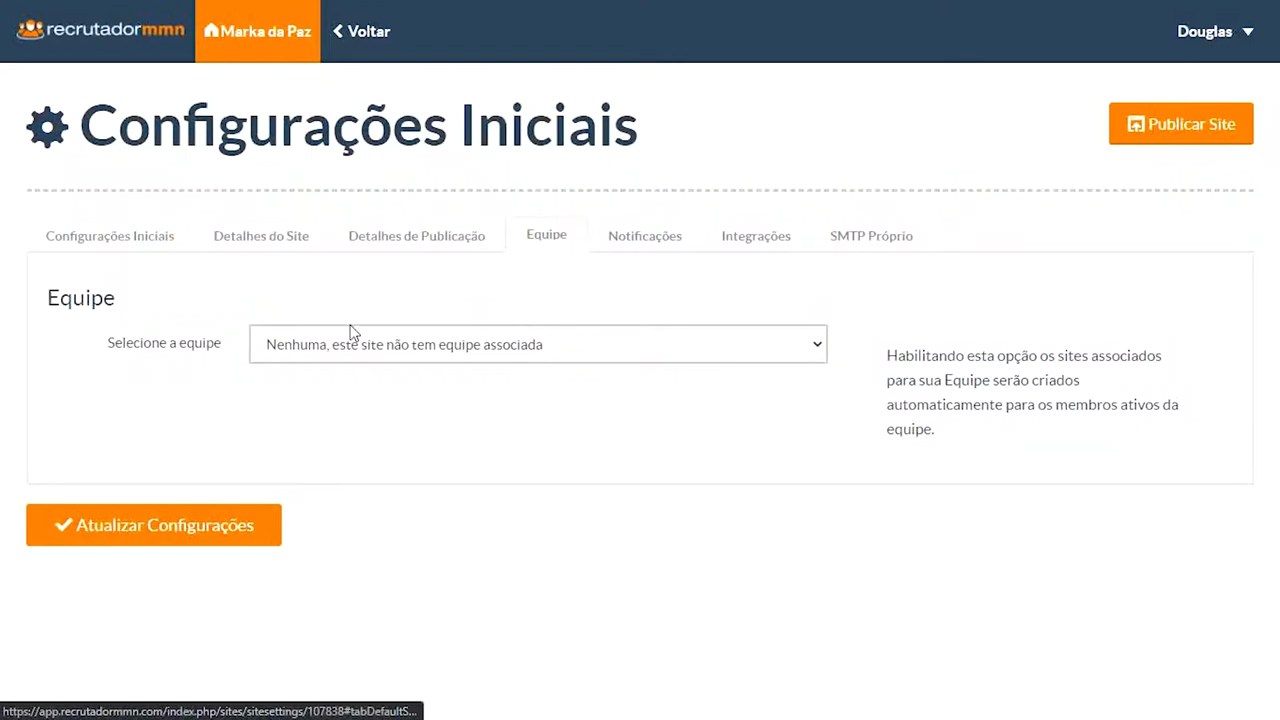 recrutadormmn Marka da Paz Voltar Douglas
Configurações Iniciais
Publicar Site
Configurações Iniciais Detalhes do Site Detalhes de Publicação Equipe Notificações Integrações SMTP Próprio
Equipe
Selecione a equipe
Nenhuma, este site não tem equipe associada
Habilitando esta opção os sites associados
para sua Equipe serão criados
automaticamente para os membros ativos da
equipe.
Atualizar Configurações
https://app.recrutadormmn.com/index.php/sites/sitesettings/107838#tabDefaultS...